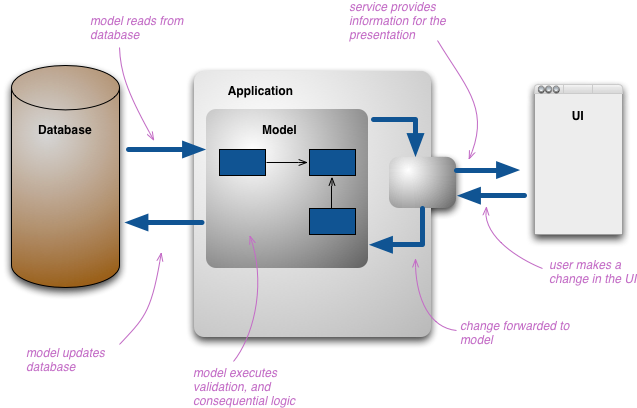 model reads from
database
service provides
information for the
presentation
Application
Database
Model
UI
user makes a
change in the UI
change forwarded to
model
model updates
database
model executes
validation, and
consequential logic